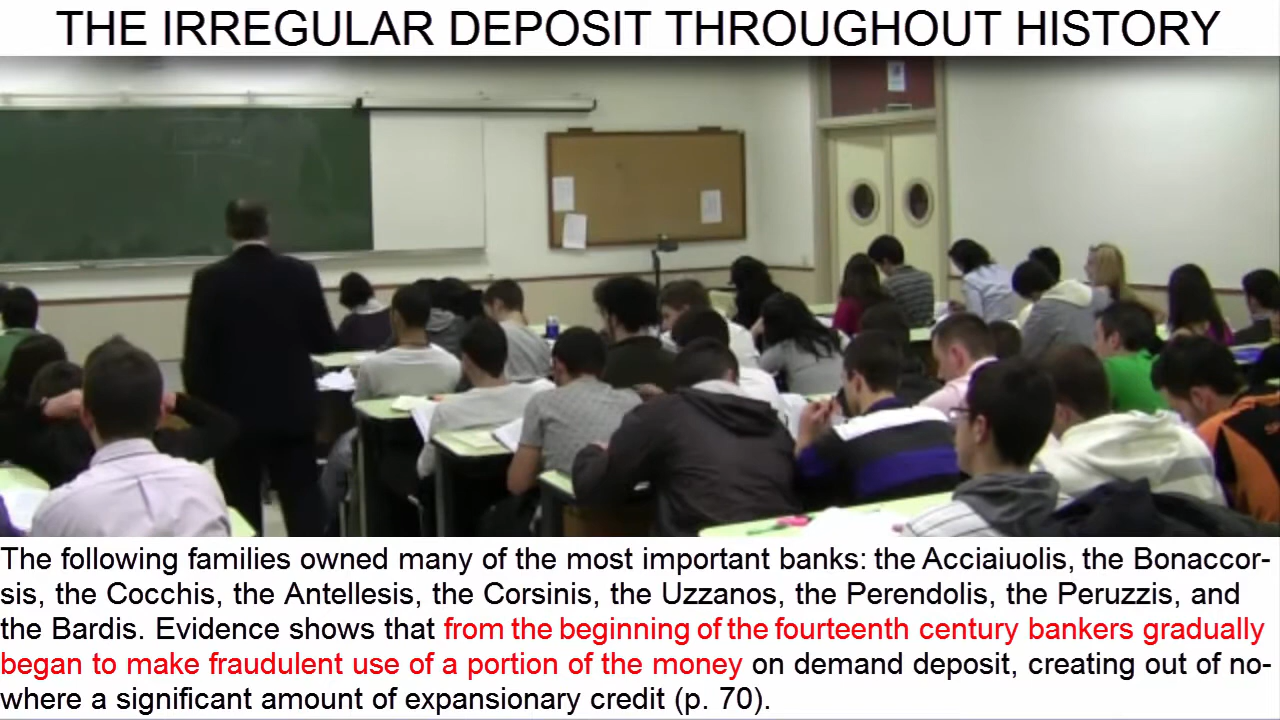 THE IRREGULAR DEPOSIT THROUGHOUT HISTORY
The following families owned many of the most important banks: the Acciaiuolis, the Bonaccor-
sis, the Cocchis, the Antellesis, the Corsinis, the Uzzanos, the Perendolis, the Peruzzis, and
the Bardis. Evidence shows that from the beginning of the fourteenth century bankers gradually
began to make fraudulent use of a portion of the money on demand deposit, creating out of no-
where a significant amount of expansionary credit (p. 70).